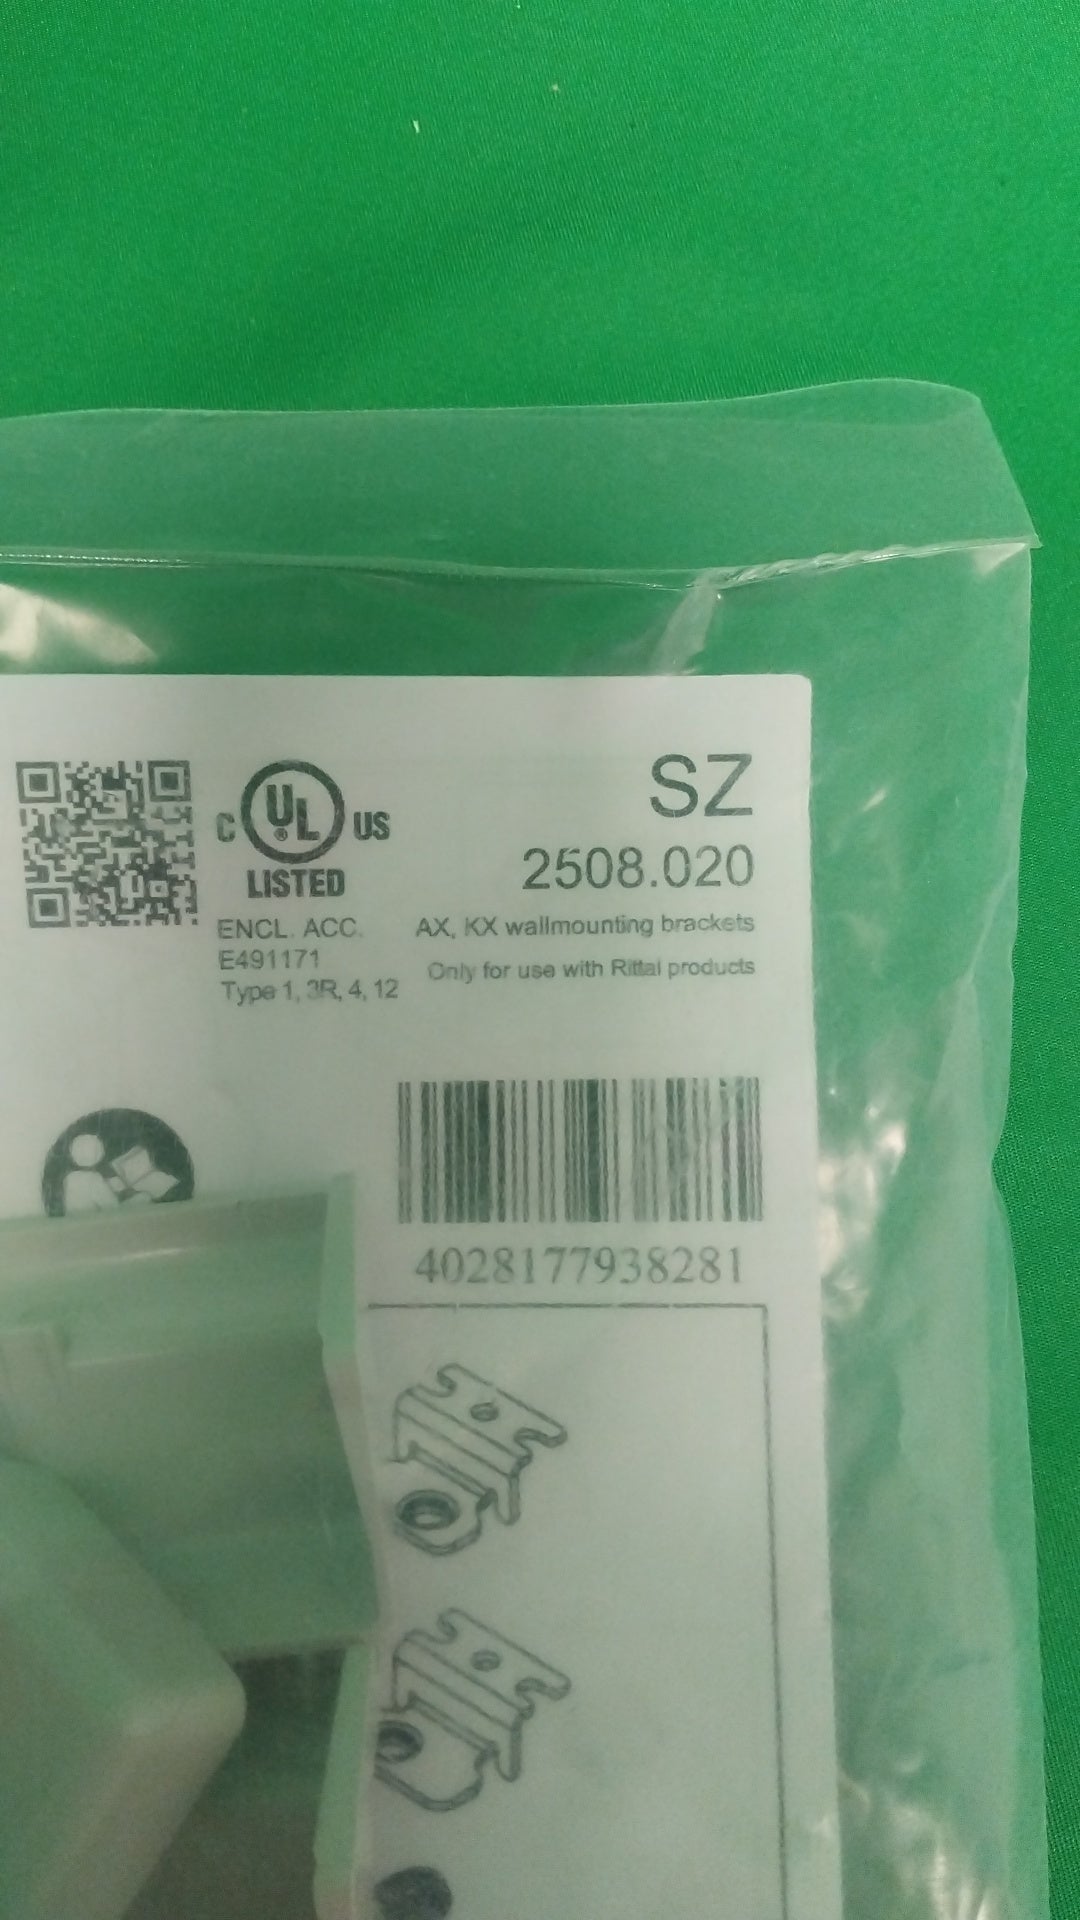 C UL® US
LISTED
ENCL. ACC.
E491171
Type 1, 3R, 4, 12
SZ
2508.020
AX, KX wallmounting brackets
Only for use with Rittal products
4028177938281